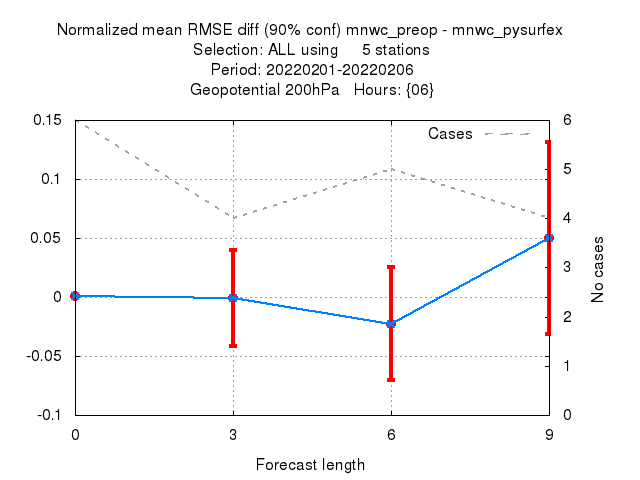 Normalized mean RMSE diff (90% conf) mnwc_preop - mnwc_pysurfex
Selection: ALL using     5 stations
Period: 20220201-20220206
Geopotential 200hPa   Hours: {06}
Cases
0.15
0.1
0.05
0
-0.05
-0.1
6
5
4
3
2
1
0
No cases
0 3 6 9
Forecast length